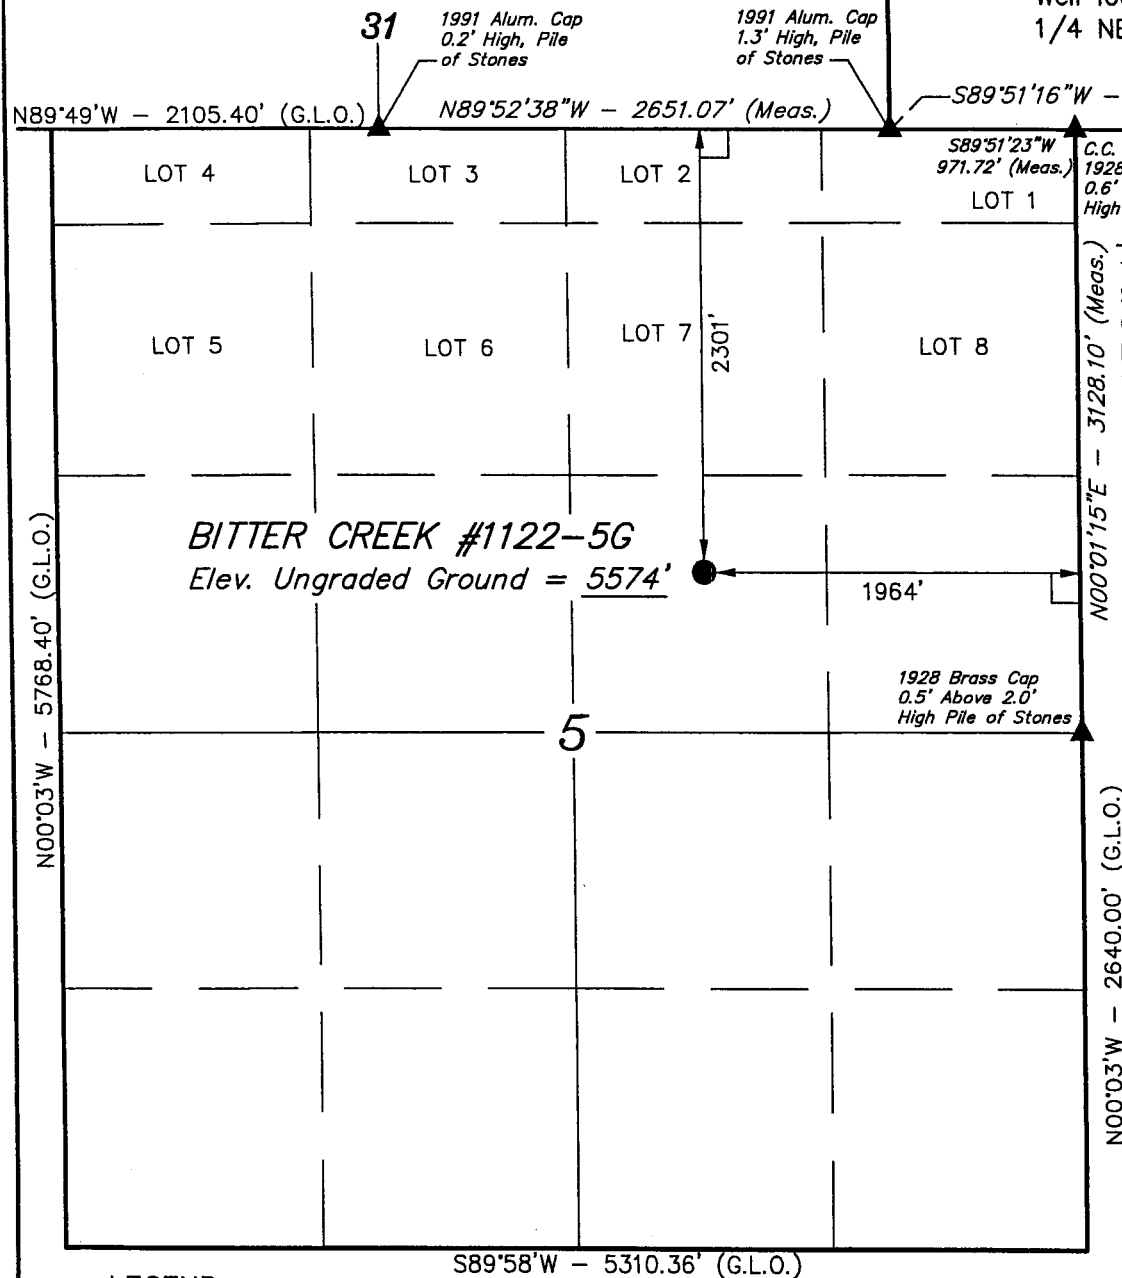 Well loc
1/4 NE
31
1991 Alum. Cap
0.2' High, Pile
of Stones
1991 Alum. Cap
1.3' High, Pile
of Stones
N89°49'W – 2105.40' (G.L.O.)
N89°52'38"W – 2651.07' (Meas.)
S89°51'16"W –
S89°51'23"W
971.72' (Meas.)
C.C.
1928
0.6'
High
LOT 4
LOT 3
LOT 2
LOT 1
LOT 5
LOT 6
LOT 7
LOT 8
2301'
N00°01'15"E – 3128.10' (Meas.)
BITTER CREEK #1122–5G
Elev. Ungraded Ground = 5574'
1964'
N00°03'W – 5768.40' (G.L.O.)
1928 Brass Cap
0.5' Above 2.0'
High Pile of Stones
5
N00°03'W – 2640.00' (G.L.O.)
S89°58'W – 5310.36' (G.L.O.)